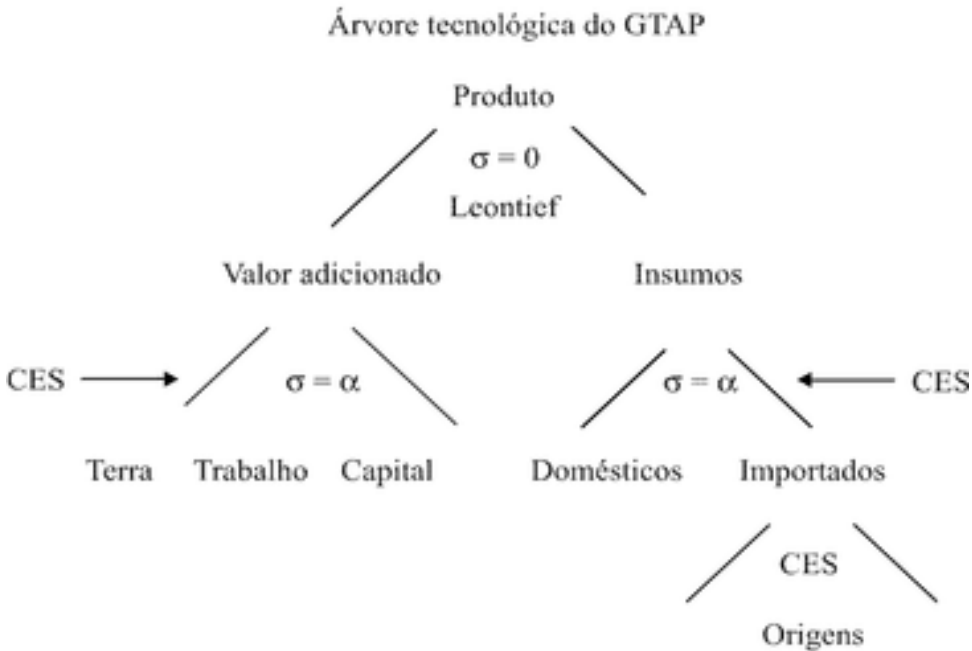 Árvore tecnológica do GTAP
Produto
σ = 0
Leontief
Valor adicionado
Insumos
CES
σ = α
σ = α
CES
Terra
Trabalho
Capital
Domésticos
Importados
CES
Origens